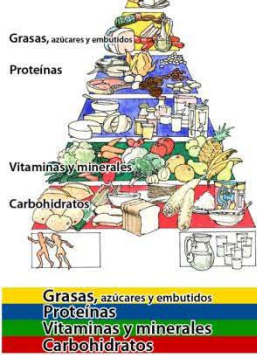 Grasas, azúcares y embutidos
Proteínas
Vitaminas y minerales
Carbohidratos
Grasas, azúcares y embutidos
Proteínas
Vitaminas y minerales
Carbohidratos